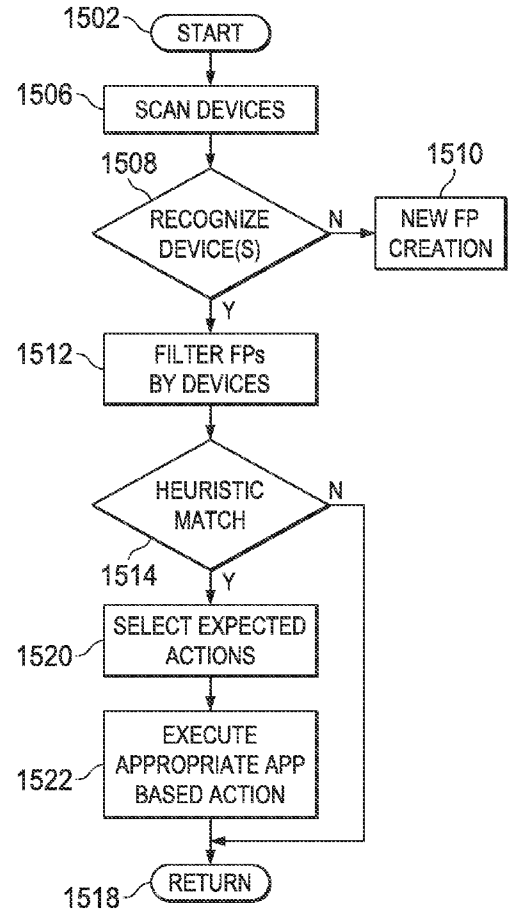 1502
START
1506
SCAN DEVICES
1508
RECOGNIZE
DEVICE(S)
N
1510
NEW FP
CREATION
Y
1512
FILTER FPs
BY DEVICES
HEURISTIC
MATCH
N
1514
Y
1520
SELECT EXPECTED
ACTIONS
1522
EXECUTE
APPROPRIATE APP
BASED ACTION
1518
RETURN